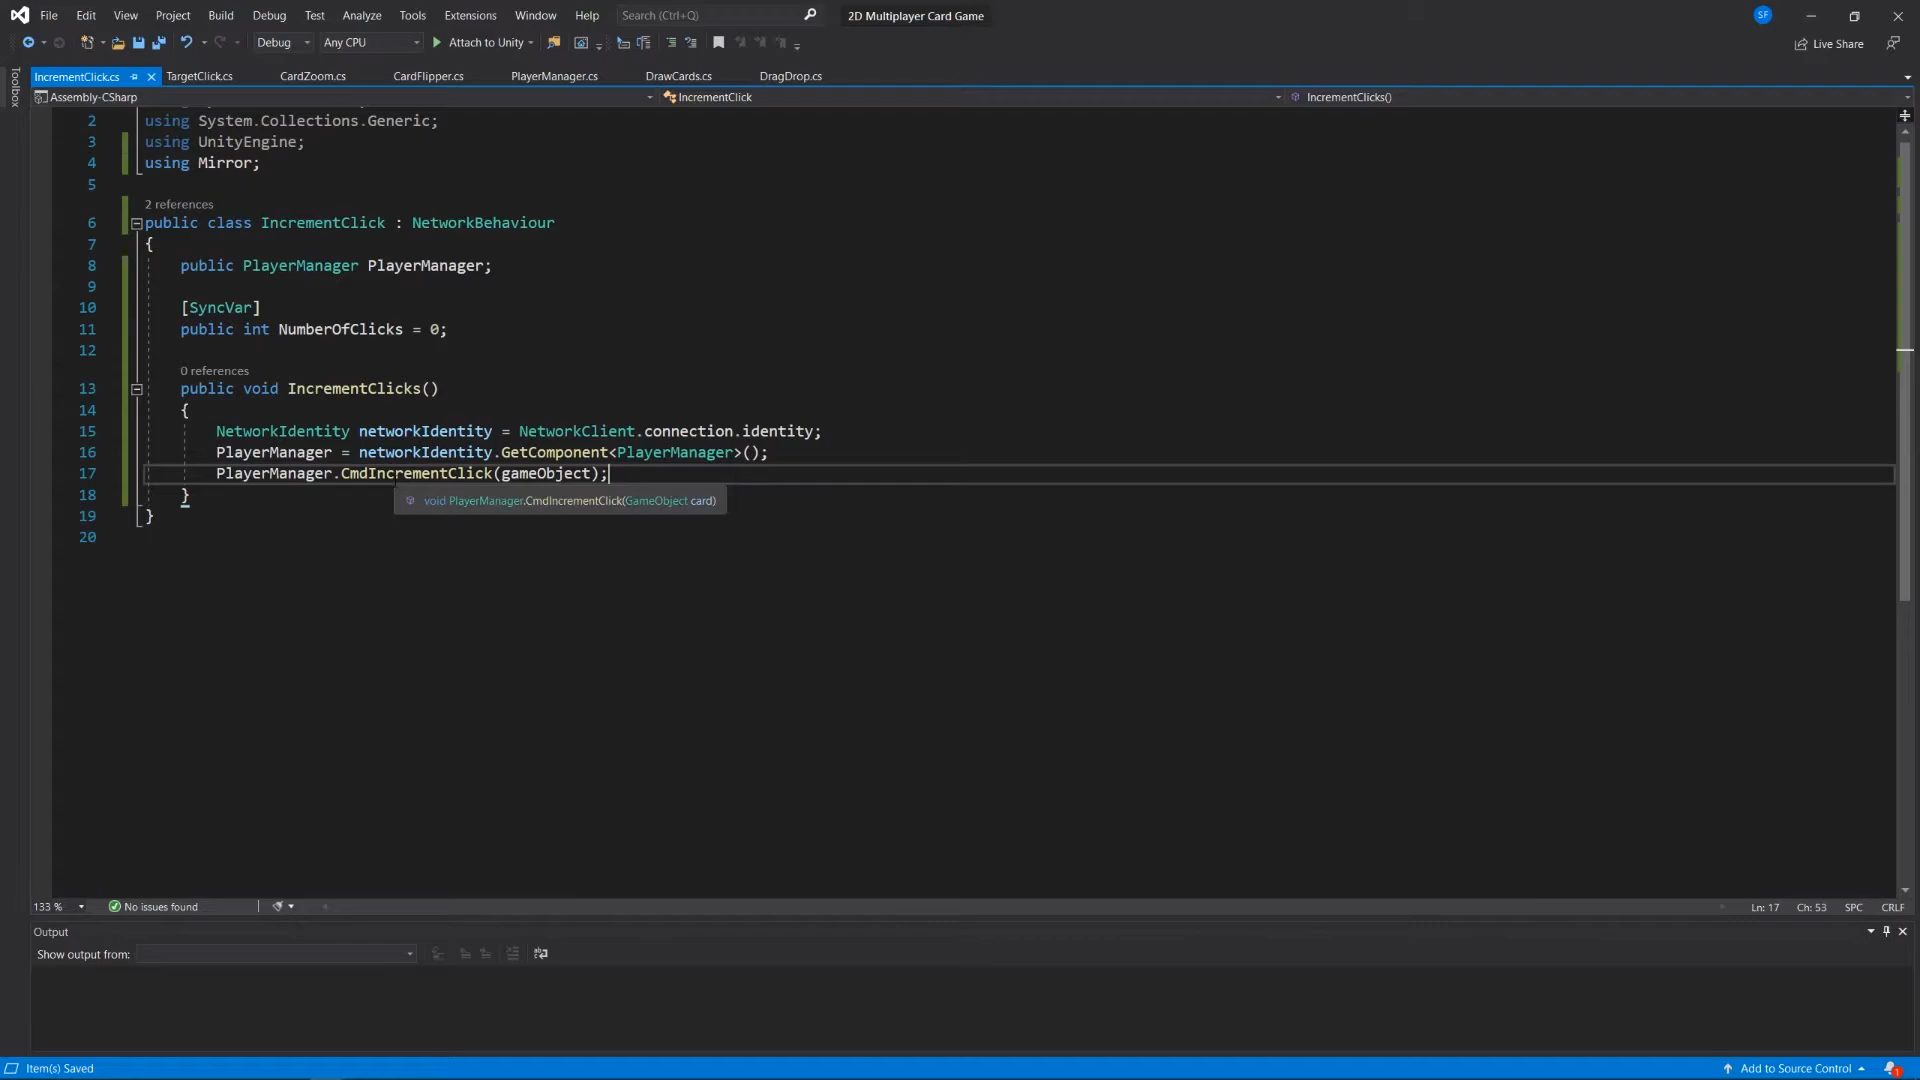 File Edit View Project Build Debug Test Analyze Tools Extensions Window Help Search (Ctrl+Q) 2D Multiplayer Card Game SF
Debug Any CPU Attach to Unity Live Share
Toolbox
IncrementClick.cs TargetClick.cs CardZoom.cs CardFlipper.cs PlayerManager.cs DrawCards.cs DragDrop.cs
Assembly-CSharp IncrementClick IncrementClicks()
2 using System.Collections.Generic;
3 using UnityEngine;
4 using Mirror;
5
2 references
6 public class IncrementClick : NetworkBehaviour
7 {
8 public PlayerManager PlayerManager;
9
10 [SyncVar]
11 public int NumberOfClicks = 0;
12
0 references
13 public void IncrementClicks()
14 {
15 NetworkIdentity networkIdentity = NetworkClient.connection.identity;
16 PlayerManager = networkIdentity.GetComponent<PlayerManager>();
17 PlayerManager.CmdIncrementClick(gameObject);
18 }
void PlayerManager.CmdIncrementClick(GameObject card)
19 }
20
133 % No issues found Ln: 17 Ch: 53 SPC CRLF
Output
Show output from:
Item(s) Saved Add to Source Control 1